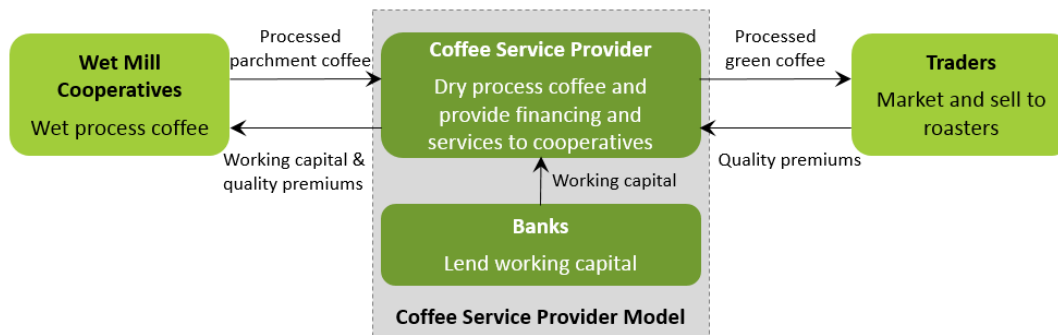 Wet Mill
Cooperatives
Wet process coffee
Processed
parchment coffee
Working capital &
quality premiums
Coffee Service Provider
Dry process coffee and
provide financing and
services to cooperatives
Working capital
Banks
Lend working capital
Coffee Service Provider Model
Processed
green coffee
Quality premiums
Traders
Market and sell to
roasters